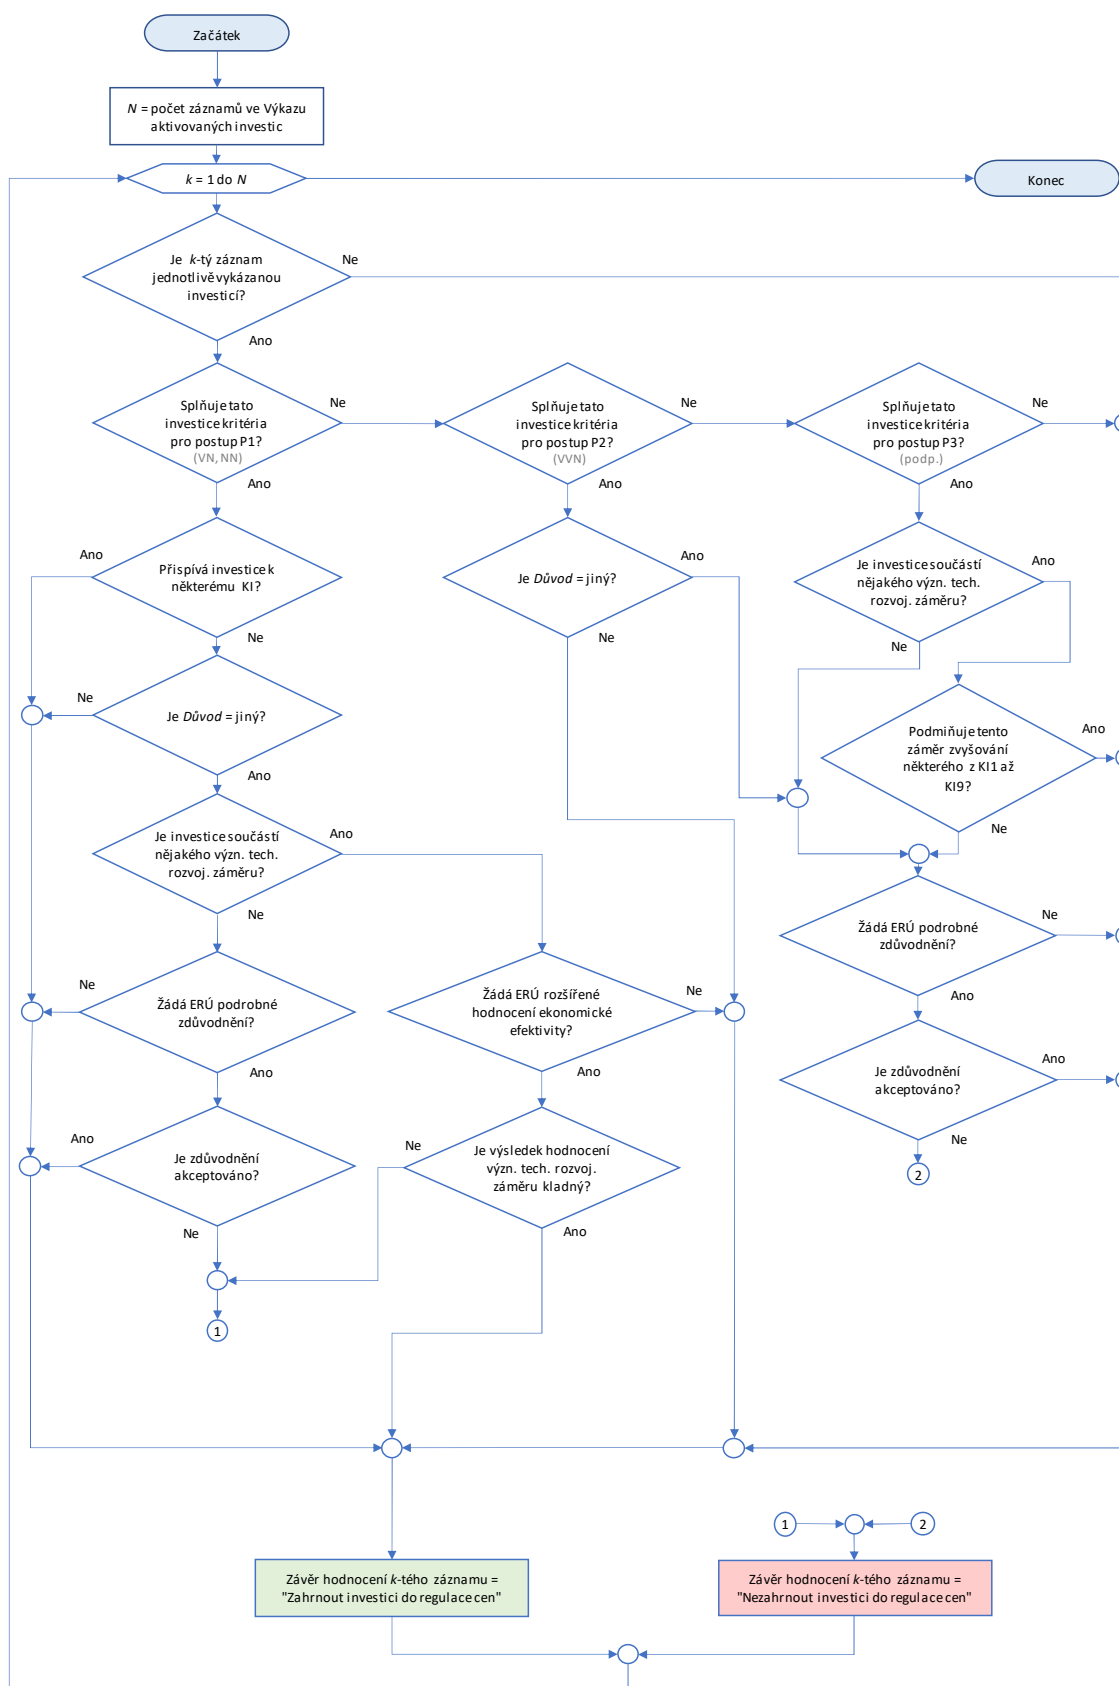 Začátek
N = počet záznamů ve Výkazu
aktivovaných investic
k = 1 do N
Konec
Je k-tý záznam
jednotlivě vykázanou
investicí?
Ne
Ano
Splňuje tato
investice kritéria
pro postup P1?
(VN, NN)
Ne
Ano
Splňuje tato
investice kritéria
pro postup P2?
(VVN)
Ne
Ano
Splňuje tato
investice kritéria
pro postup P3?
(podp.)
Ne
Ano
Přispívá investice k
některému KI?
Ano
Ne
Je Důvod = jiný?
Ano
Ne
Je investice součástí
nějakého význ. tech.
rozvoj. záměru?
Ano
Ne
Je Důvod = jiný?
Ne
Ano
Podmiňuje tento
záměr zvyšování
některého z KI1 až
KI9?
Ano
Ne
Je investice součástí
nějakého význ. tech.
rozvoj. záměru?
Ano
Ne
Žádá ERÚ podrobné
zdůvodnění?
Ne
Ano
Žádá ERÚ podrobné
zdůvodnění?
Ne
Ano
Žádá ERÚ rozšířené
hodnocení ekonomické
efektivity?
Ne
Ano
Je zdůvodnění
akceptováno?
Ano
Ne
2
Je zdůvodnění
akceptováno?
Ano
Ne
1
Je výsledek hodnocení
význ. tech. rozvoj.
záměru kladný?
Ne
Ano
1
2
Závěr hodnocení k-tého záznamu =
"Zahrnout investici do regulace cen"
Závěr hodnocení k-tého záznamu =
"Nezahrnout investici do regulace cen"